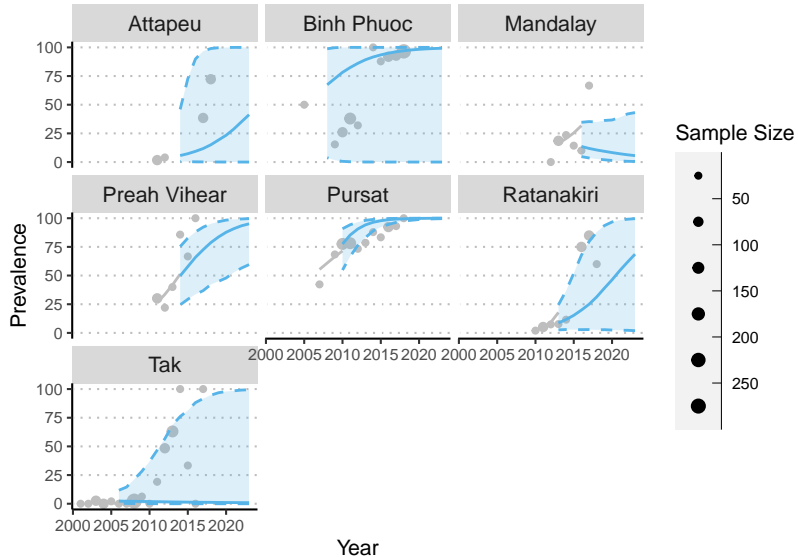 Attapeu Binh Phuoc Mandalay
100
75
50
25
0
Preah Vihear Pursat Ratanakiri
100
75
50
25
0
2000 2005 2010 2015 2020 2000 2005 2010 2015 2020
Tak
100
75
50
25
0
2000 2005 2010 2015 2020
Year
Prevalence
Sample Size
50
100
150
200
250